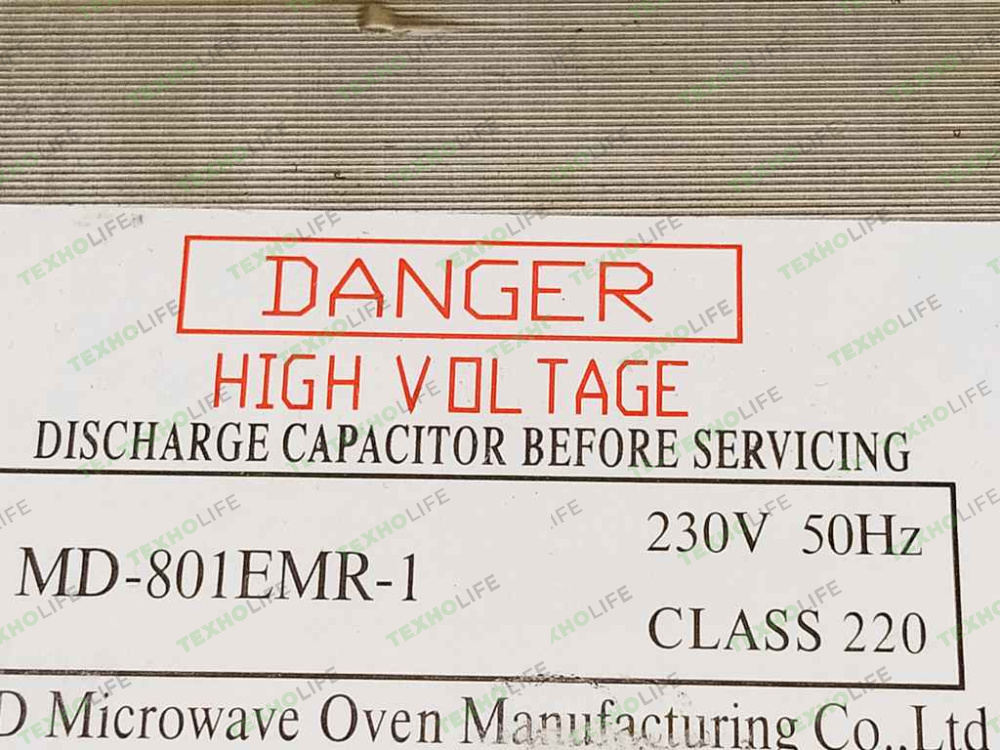 DANGER
HIGH VOLTAGE
DISCHARGE CAPACITOR BEFORE SERVICING
230V 50Hz
MD-801EMR-1
CLASS 220
D Microwave Oven Manufacturing Co.,Ltd
TEXHOLIFE